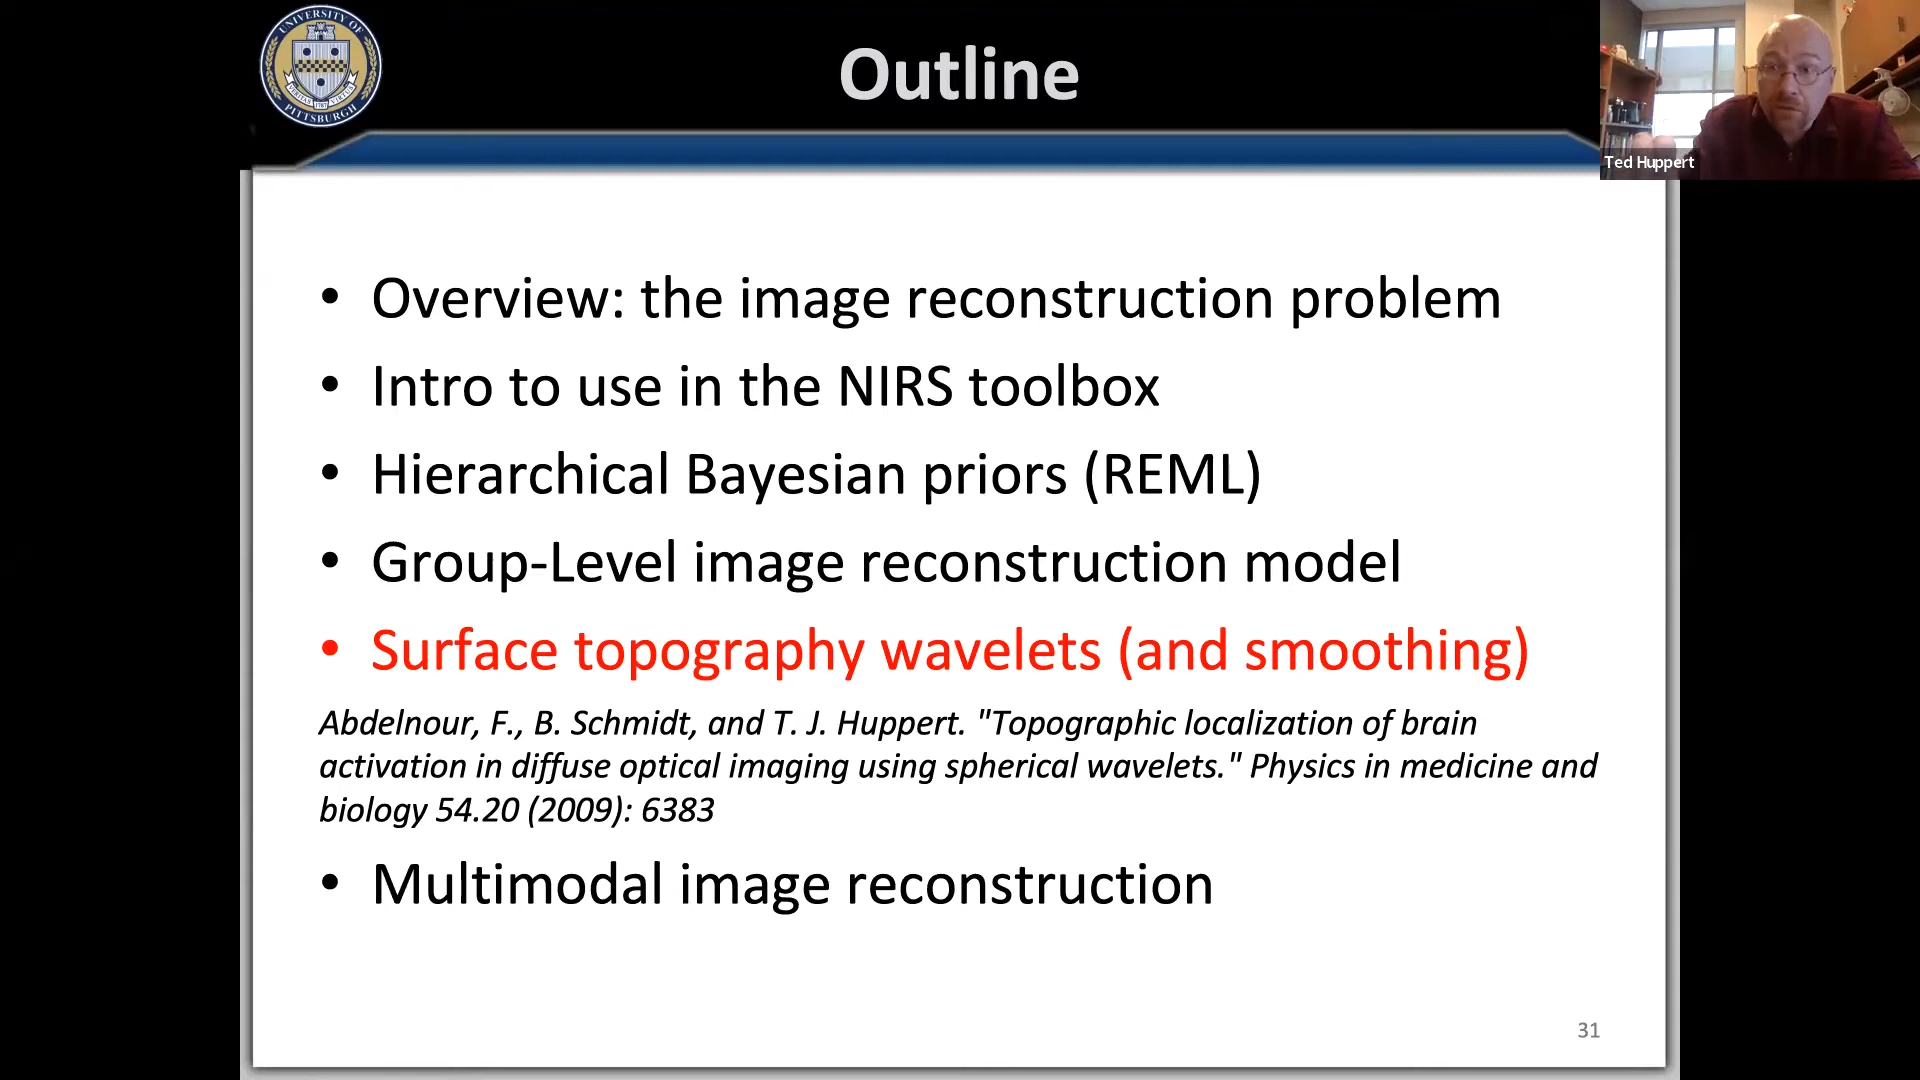 UNIVERSITY OF
PITTSBURGH
Outline
Ted Huppert
• Overview: the image reconstruction problem
• Intro to use in the NIRS toolbox
• Hierarchical Bayesian priors (REML)
• Group-Level image reconstruction model
• Surface topography wavelets (and smoothing)
Abdelnour, F., B. Schmidt, and T. J. Huppert. "Topographic localization of brain
activation in diffuse optical imaging using spherical wavelets." Physics in medicine and
biology 54.20 (2009): 6383
• Multimodal image reconstruction
31